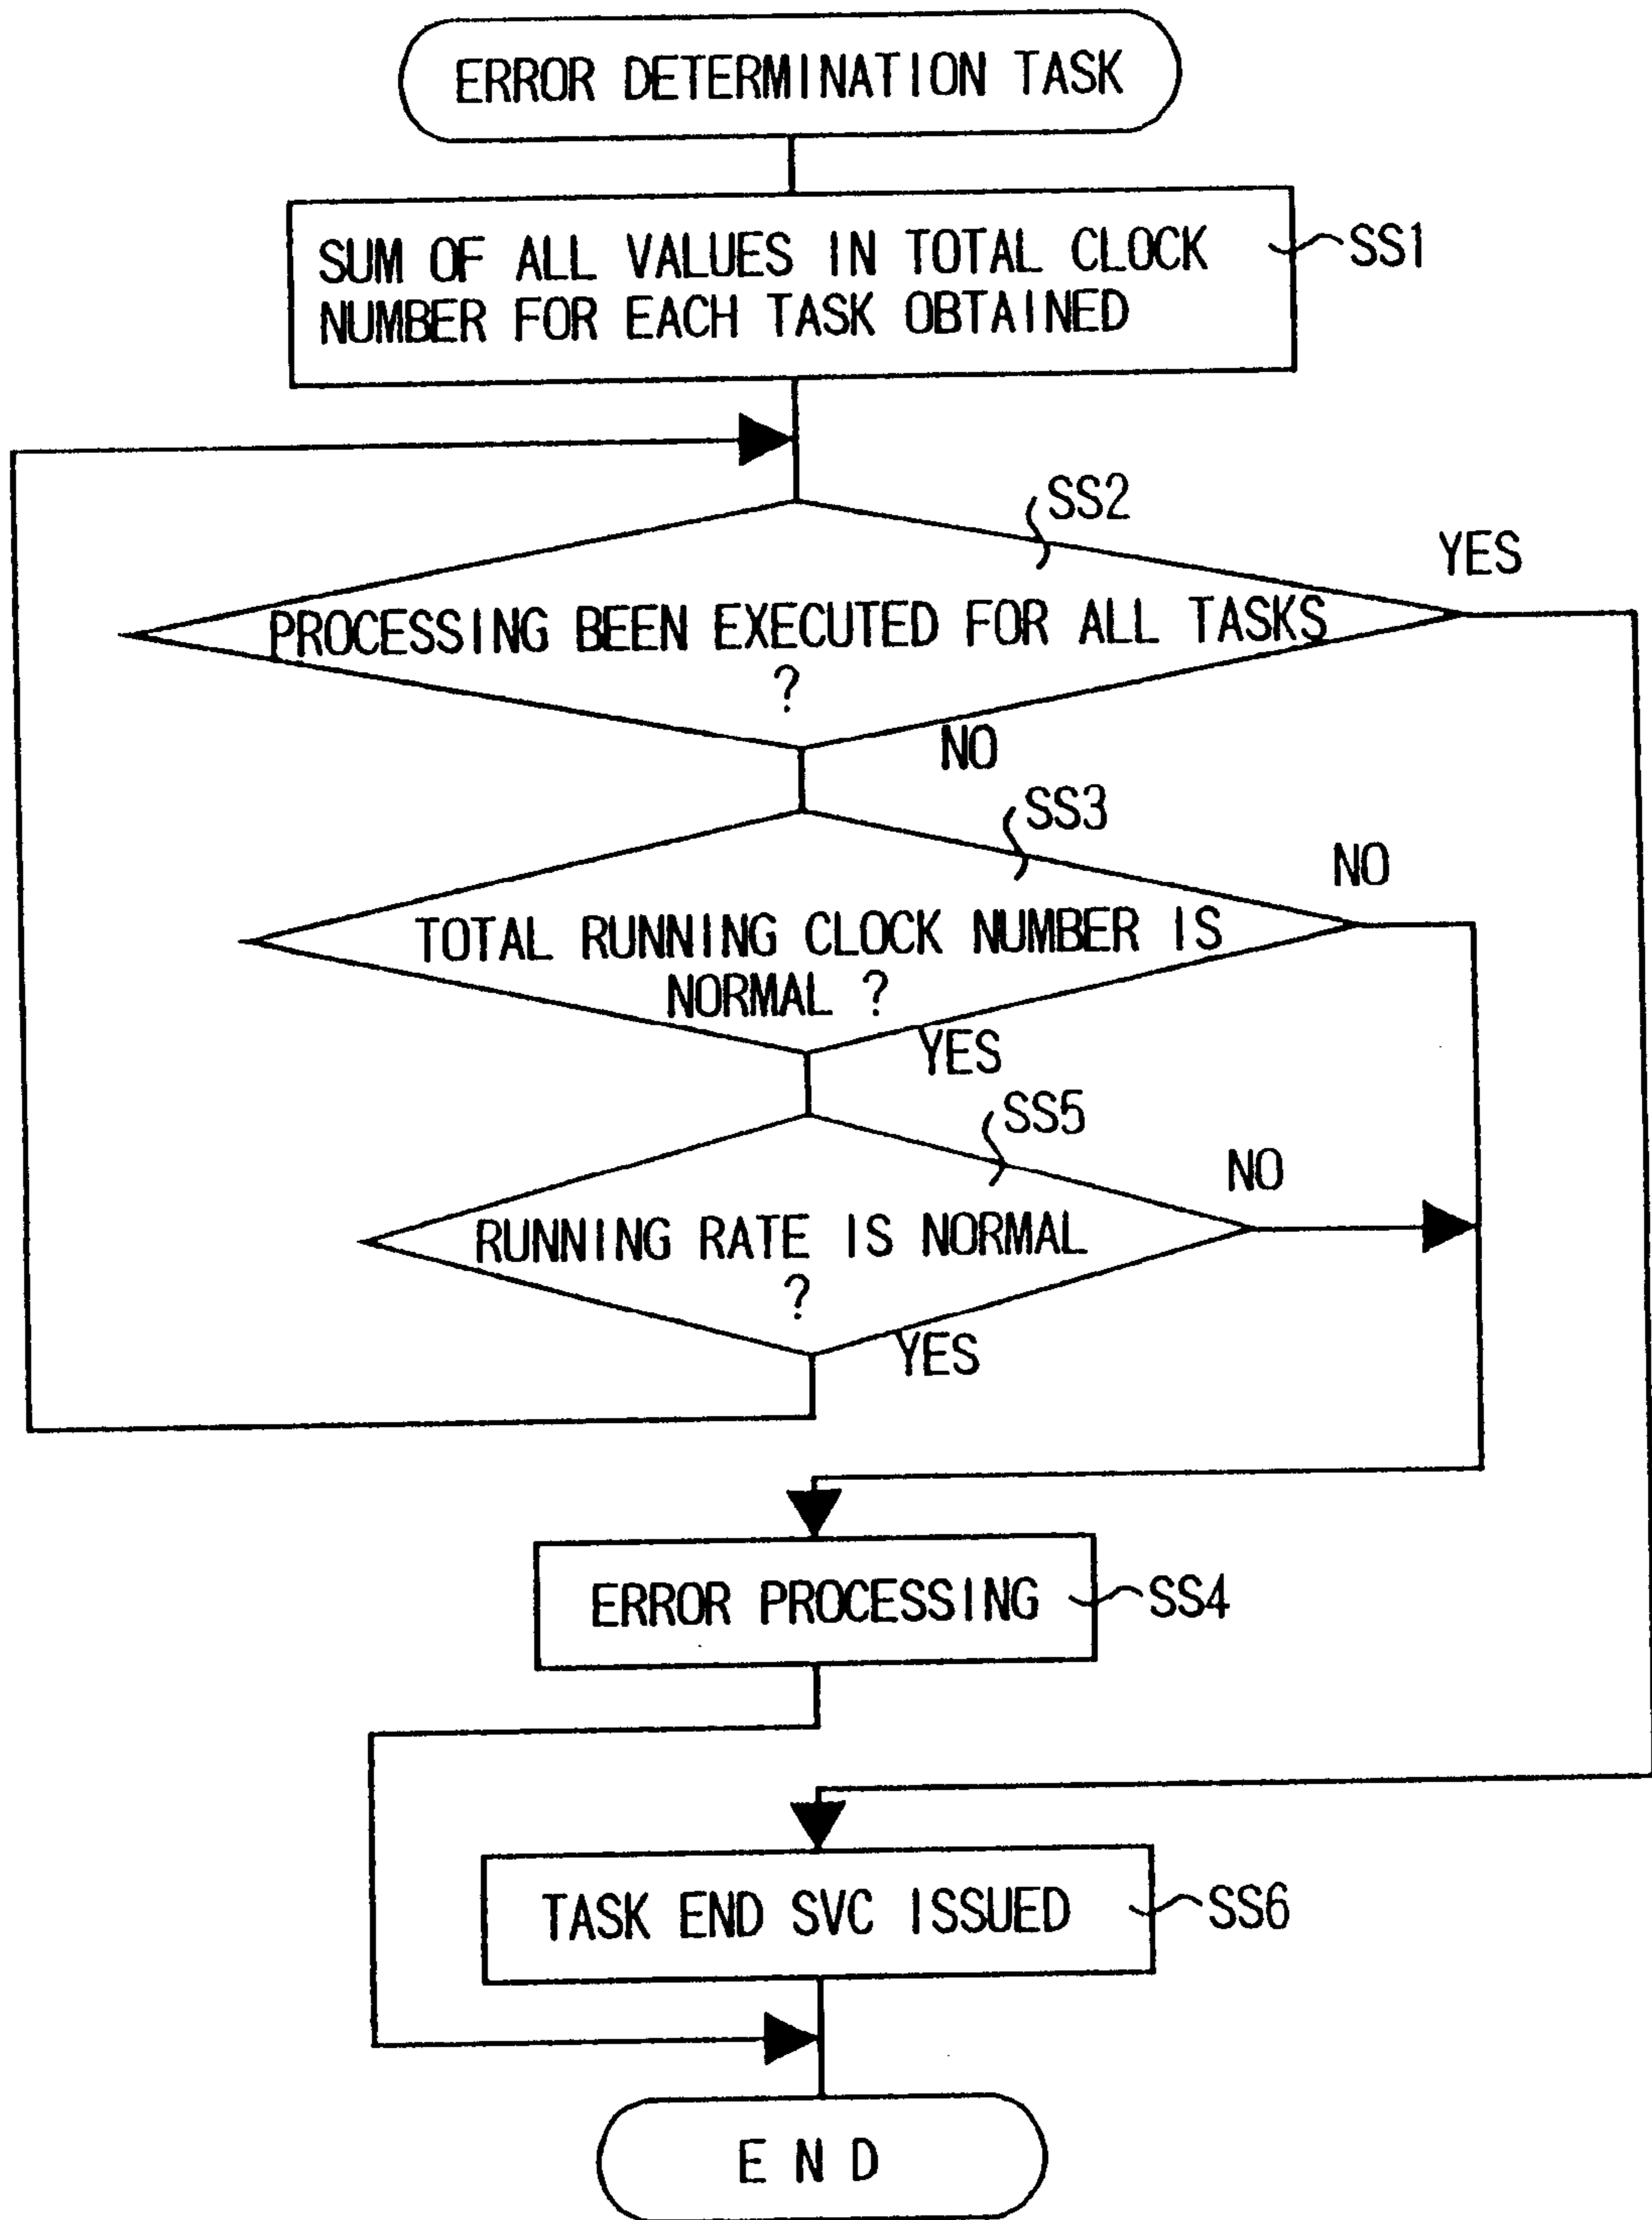 ERROR DETERMINATION TASK
SUM OF ALL VALUES IN TOTAL CLOCK
NUMBER FOR EACH TASK OBTAINED
SS1
SS2
YES
PROCESSING BEEN EXECUTED FOR ALL TASKS
?
NO
SS3
NO
TOTAL RUNNING CLOCK NUMBER IS
NORMAL ?
YES
SS5
NO
RUNNING RATE IS NORMAL
?
YES
ERROR PROCESSING
SS4
TASK END SVC ISSUED
SS6
END